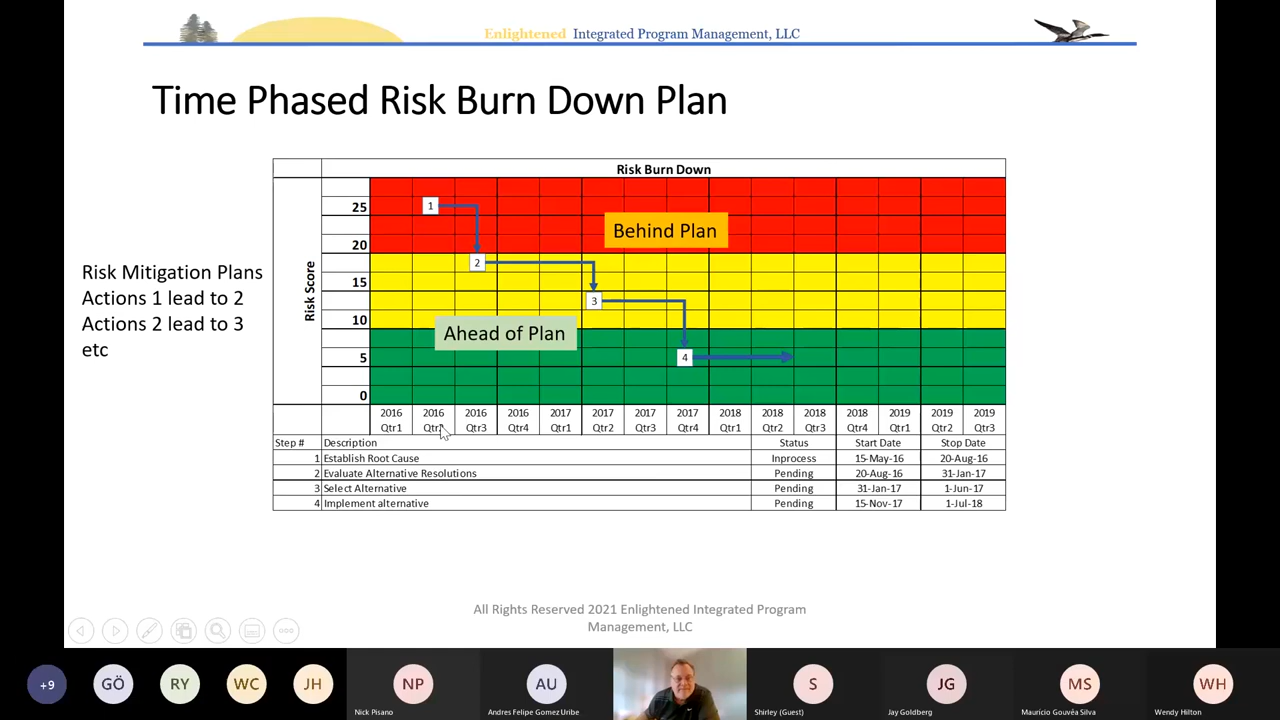 Enlightened Integrated Program Management, LLC
Time Phased Risk Burn Down Plan
Risk Mitigation Plans
Actions 1 lead to 2
Actions 2 lead to 3
etc
Risk Burn Down
Risk Score
25
20
15
10
5
0
1
2
3
4
Behind Plan
Ahead of Plan
2016 Qtr1
2016 Qtr2
2016 Qtr3
2016 Qtr4
2017 Qtr1
2017 Qtr2
2017 Qtr3
2017 Qtr4
2018 Qtr1
2018 Qtr2
2018 Qtr3
2018 Qtr4
2019 Qtr1
2019 Qtr2
2019 Qtr3
Step # Description Status Start Date Stop Date
1 Establish Root Cause Inprocess 15-May-16 20-Aug-16
2 Evaluate Alternative Resolutions Pending 20-Aug-16 31-Jan-17
3 Select Alternative Pending 31-Jan-17 1-Jun-17
4 Implement alternative Pending 15-Nov-17 1-Jul-18
All Rights Reserved 2021 Enlightened Integrated Program
Management, LLC
+9 GÖ RY WC JH NP AU S JG MS WH
Nick Pisano Andres Felipe Gomez Uribe Shirley (Guest) Jay Goldberg Maurício Gouvêa Silva Wendy Hilton